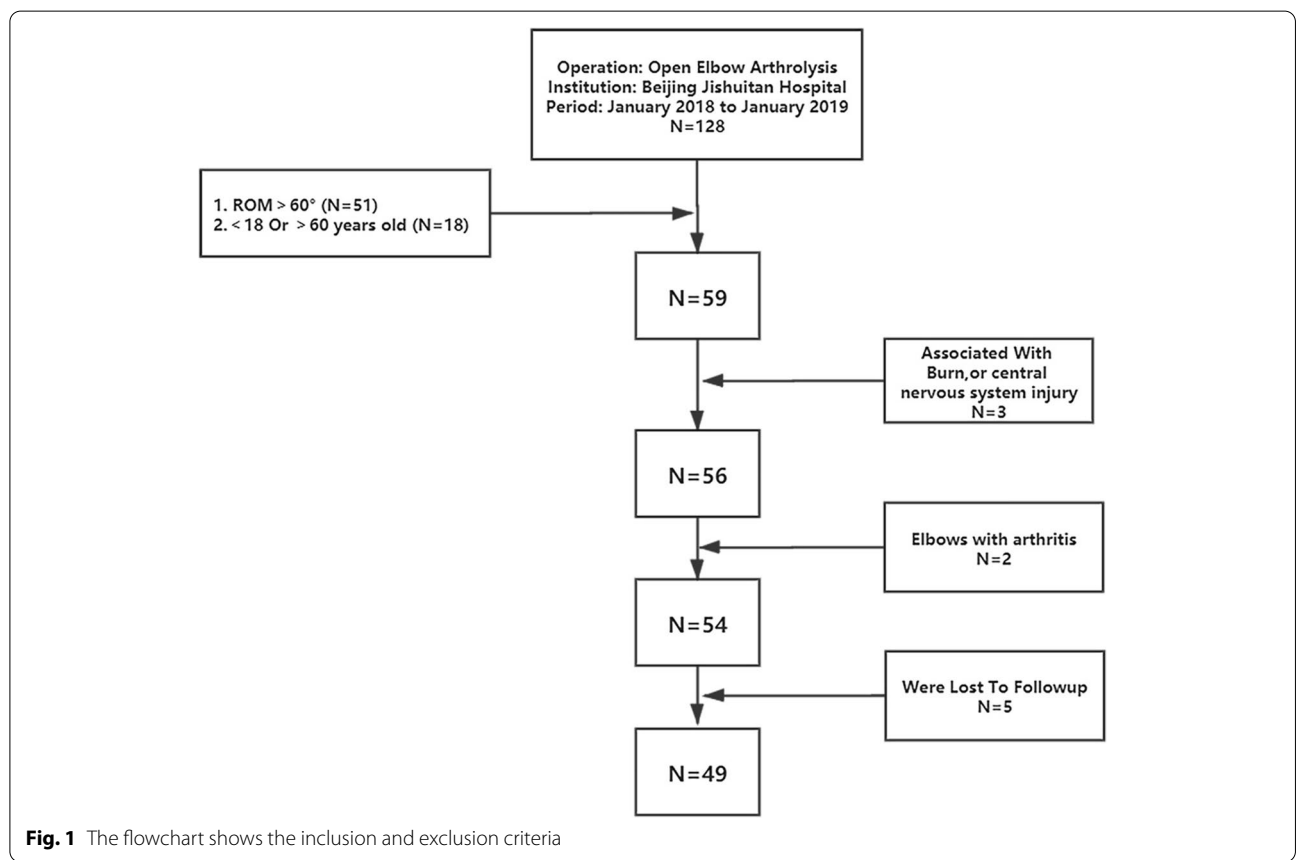 Operation: Open Elbow Arthrolysis
Institution: Beijing Jishuitan Hospital
Period: January 2018 to January 2019
N=128
1. ROM > 60° (N=51)
2. < 18 Or > 60 years old (N=18)
N=59
Associated With
Burn,or central
nervous system injury
N=3
N=56
Elbows with arthritis
N=2
N=54
Were Lost To Followup
N=5
N=49
Fig. 1 The flowchart shows the inclusion and exclusion criteria